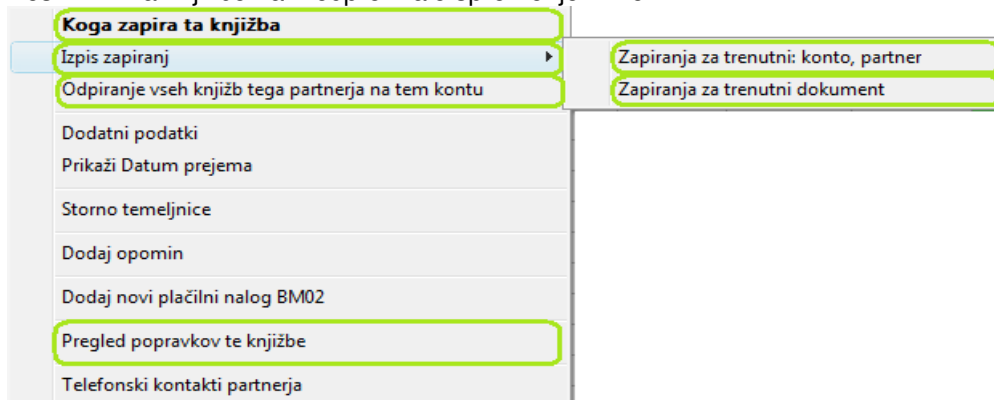 Koga zapira ta knjižba
Izpis zapiranj
Zapiranja za trenutni: konto, partner
Odpiranje vseh knjižb tega partnerja na tem kontu
Zapiranja za trenutni dokument
Dodatni podatki
Prikaži Datum prejema
Storno temeljnice
Dodaj opomin
Dodaj novi plačilni nalog BM02
Pregled popravkov te knjižbe
Telefonski kontakti partnerja